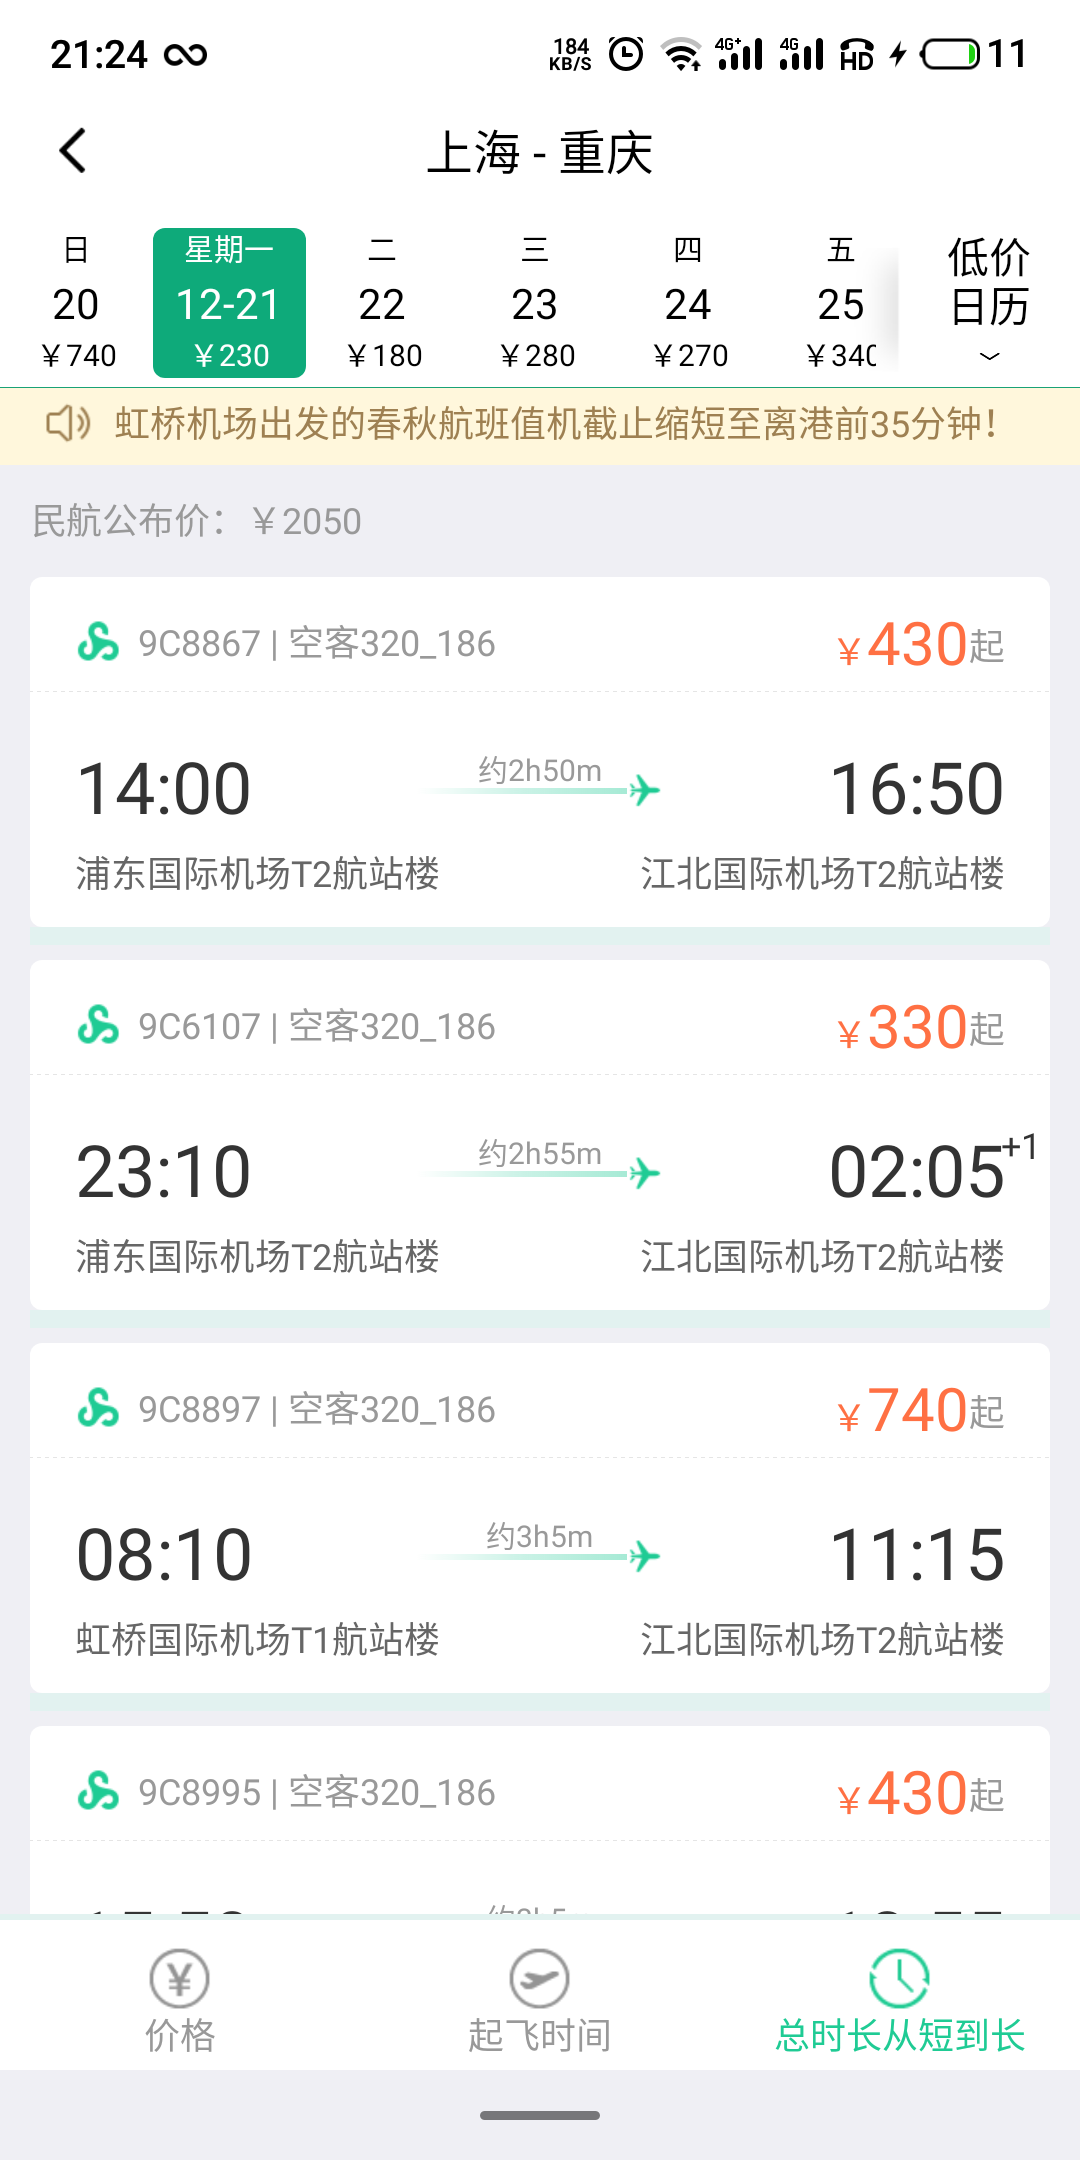 21:24 184 KB/S 4G+ 4G HD 11
上海 - 重庆
日 星期一 二 三 四 五 低价
20 12-21 22 23 24 25 日历
￥740 ￥230 ￥180 ￥280 ￥270 ￥340
虹桥机场出发的春秋航班值机截止缩短至离港前35分钟！
民航公布价：￥2050
9C8867 | 空客320_186 ￥430起
约2h50m
14:00 16:50
浦东国际机场T2航站楼 江北国际机场T2航站楼
9C6107 | 空客320_186 ￥330起
约2h55m
23:10 02:05+1
浦东国际机场T2航站楼 江北国际机场T2航站楼
9C8897 | 空客320_186 ￥740起
约3h5m
08:10 11:15
虹桥国际机场T1航站楼 江北国际机场T2航站楼
9C8995 | 空客320_186 ￥430起
价格 起飞时间 总时长从短到长